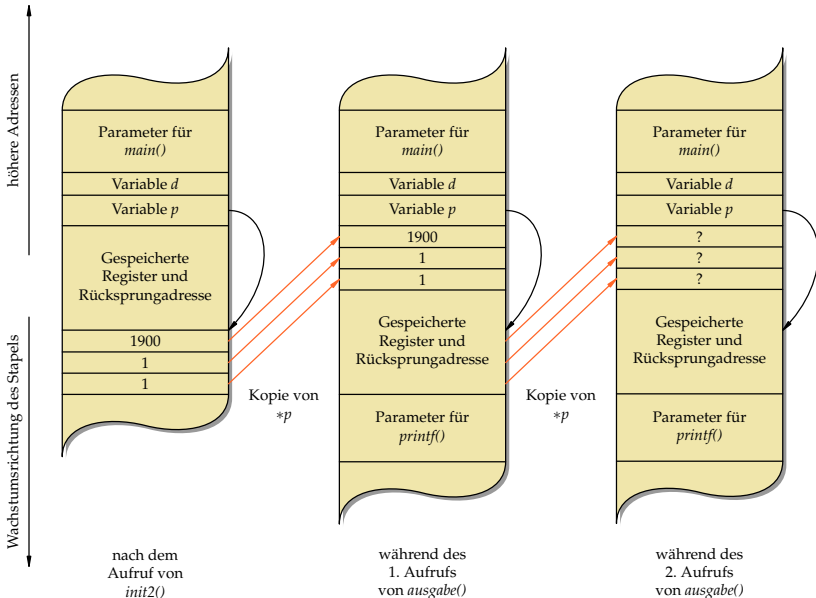 höhere Adressen
Wachstumsrichtung des Stapels
Parameter für
main()
Variable d
Variable p
Gespeicherte
Register und
Rücksprungadresse
1900
1
1
nach dem
Aufruf von
init2()
Kopie von
*p
Parameter für
main()
Variable d
Variable p
1900
1
1
Gespeicherte
Register und
Rücksprungadresse
Parameter für
printf()
während des
1. Aufrufs
von ausgabe()
Kopie von
*p
Parameter für
main()
Variable d
Variable p
?
?
?
Gespeicherte
Register und
Rücksprungadresse
Parameter für
printf()
während des
2. Aufrufs
von ausgabe()